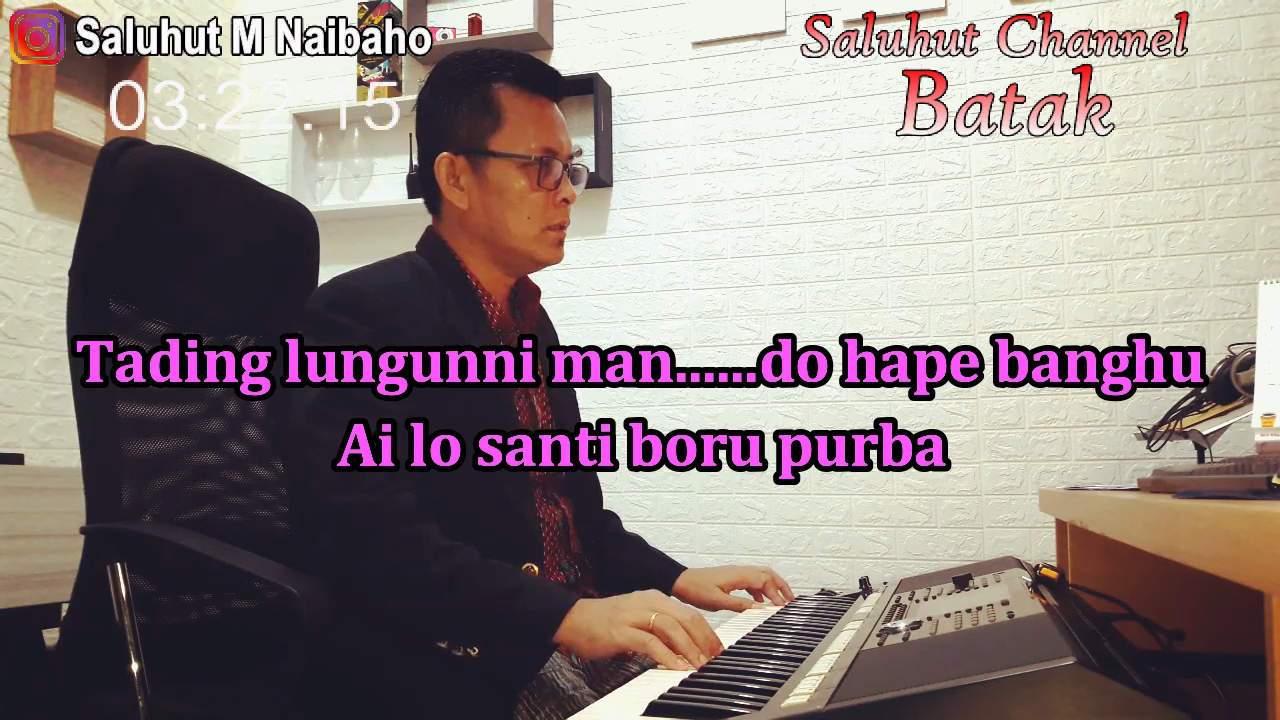 Saluhut M Naibaho
Saluhut Channel
Batak
03:22:15
Tading lungunni man......do hape banghu
Ai lo santi boru purba